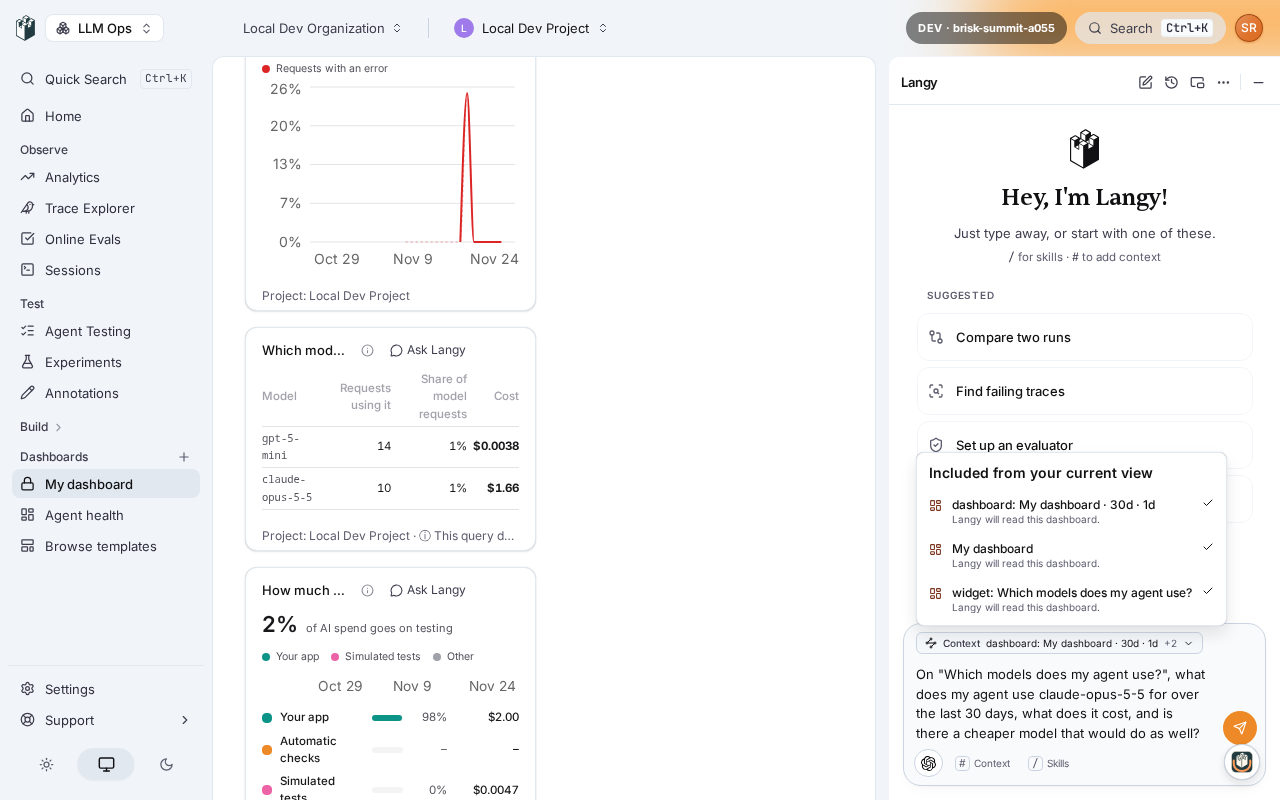 LLM Ops
Local Dev Organization
L
Local Dev Project
DEV · brisk-summit-a055
Search Ctrl+K
SR
Quick Search Ctrl+K
Home
Observe
Analytics
Trace Explorer
Online Evals
Sessions
Test
Agent Testing
Experiments
Annotations
Build
Dashboards
My dashboard
Agent health
Browse templates
Settings
Support
Requests with an error
26%
20%
13%
7%
0%
Oct 29 Nov 9 Nov 24
Project: Local Dev Project
Which mod... Ask Langy
Model Requests using it Share of model requests Cost
gpt-5-mini 14 1% $0.0038
claude-opus-5-5 10 1% $1.66
Project: Local Dev Project · ⓘ This query d...
How much ... Ask Langy
2% of AI spend goes on testing
Your app Simulated tests Other
Oct 29 Nov 9 Nov 24
Your app 98% $2.00
Automatic checks – –
Simulated tests 0% $0.0047
Langy
Hey, I'm Langy!
Just type away, or start with one of these.
/ for skills · # to add context
SUGGESTED
Compare two runs
Find failing traces
Set up an evaluator
Included from your current view
dashboard: My dashboard · 30d · 1d
Langy will read this dashboard.
My dashboard
Langy will read this dashboard.
widget: Which models does my agent use?
Langy will read this dashboard.
Context dashboard: My dashboard · 30d · 1d +2
On "Which models does my agent use?", what
does my agent use claude-opus-5-5 for over
the last 30 days, what does it cost, and is
there a cheaper model that would do as well?
# Context / Skills